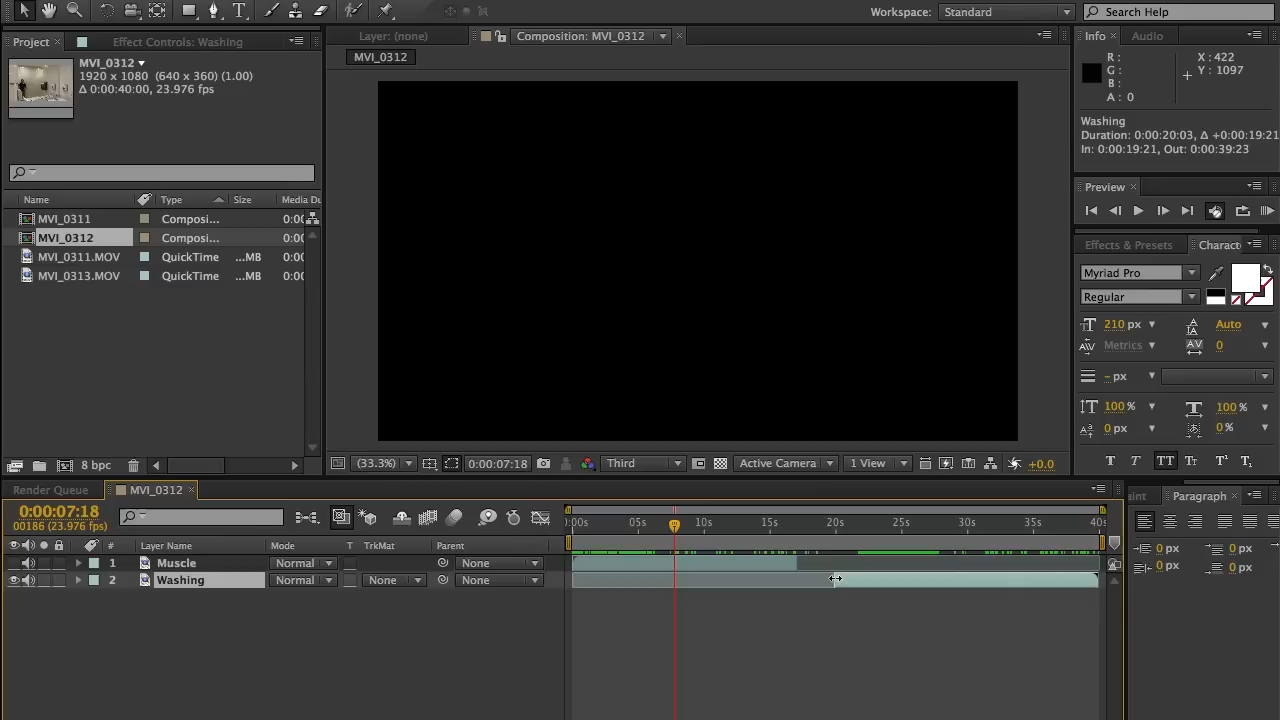 Workspace: Standard
Search Help
Project
Effect Controls: Washing
Layer: (none)
Composition: MVI_0312
Info
Audio
MVI_0312
MVI_0312
1920 x 1080 (640 x 360) (1.00)
Δ 0:00:40:00, 23.976 fps
R :
G :
B :
A : 0
X : 422
Y : 1097
Washing
Duration: 0:00:20:03, Δ +0:00:19:21
In: 0:00:19:21, Out: 0:00:39:23
Preview
Name
Type
Size
Media Du
MVI_0311
Composi...
0:00
MVI_0312
Composi...
0:00
MVI_0311.MOV
QuickTime
...MB
0:00
MVI_0313.MOV
QuickTime
...MB
0:00
Effects & Presets
Charact
Myriad Pro
Regular
210 px
Auto
Metrics
0
- px
100 %
100 %
0 px
0 %
T T TT Tr T¹ T₁
8 bpc
(33.3%)
0:00:07:18
Third
Active Camera
1 View
+0.0
Render Queue
MVI_0312
aint
Paragraph
0:00:07:18
00186 (23.976 fps)
:00s 05s 10s 15s 20s 25s 30s 35s 40s
# Layer Name Mode T TrkMat Parent
1 Muscle Normal None
2 Washing Normal None None
0 px
0 px
0 px
0 px
0 px